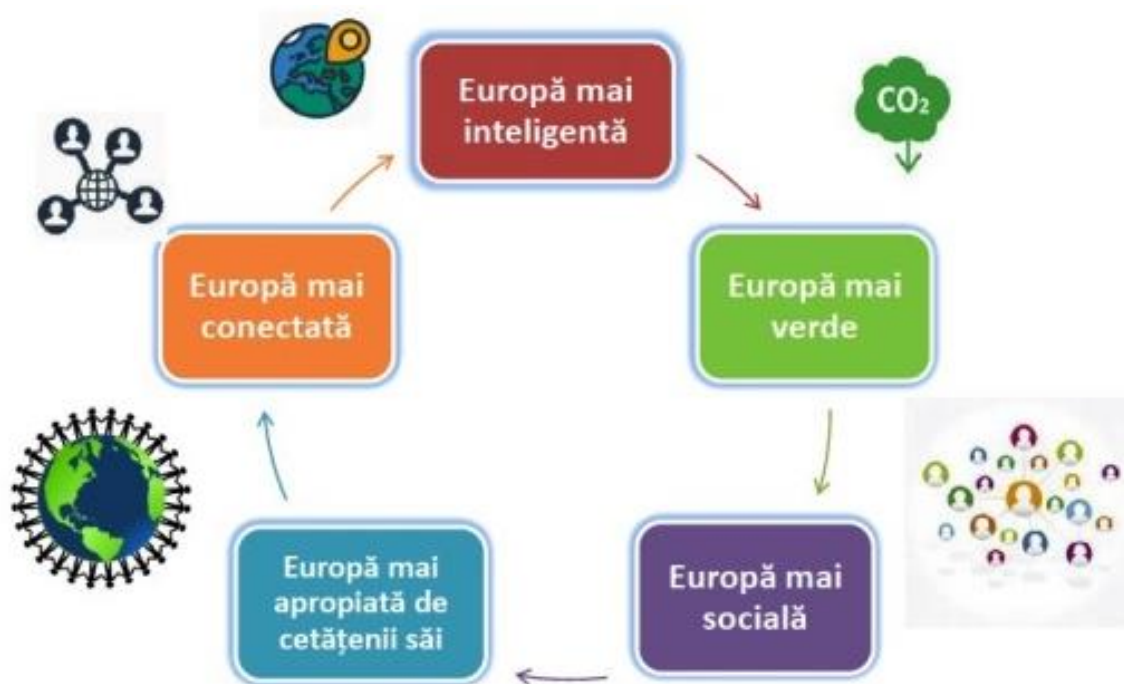 Europă mai
inteligentă
CO₂
Europă mai
verde
Europă mai
socială
Europă mai
apropiată de
cetățenii săi
Europă mai
conectată